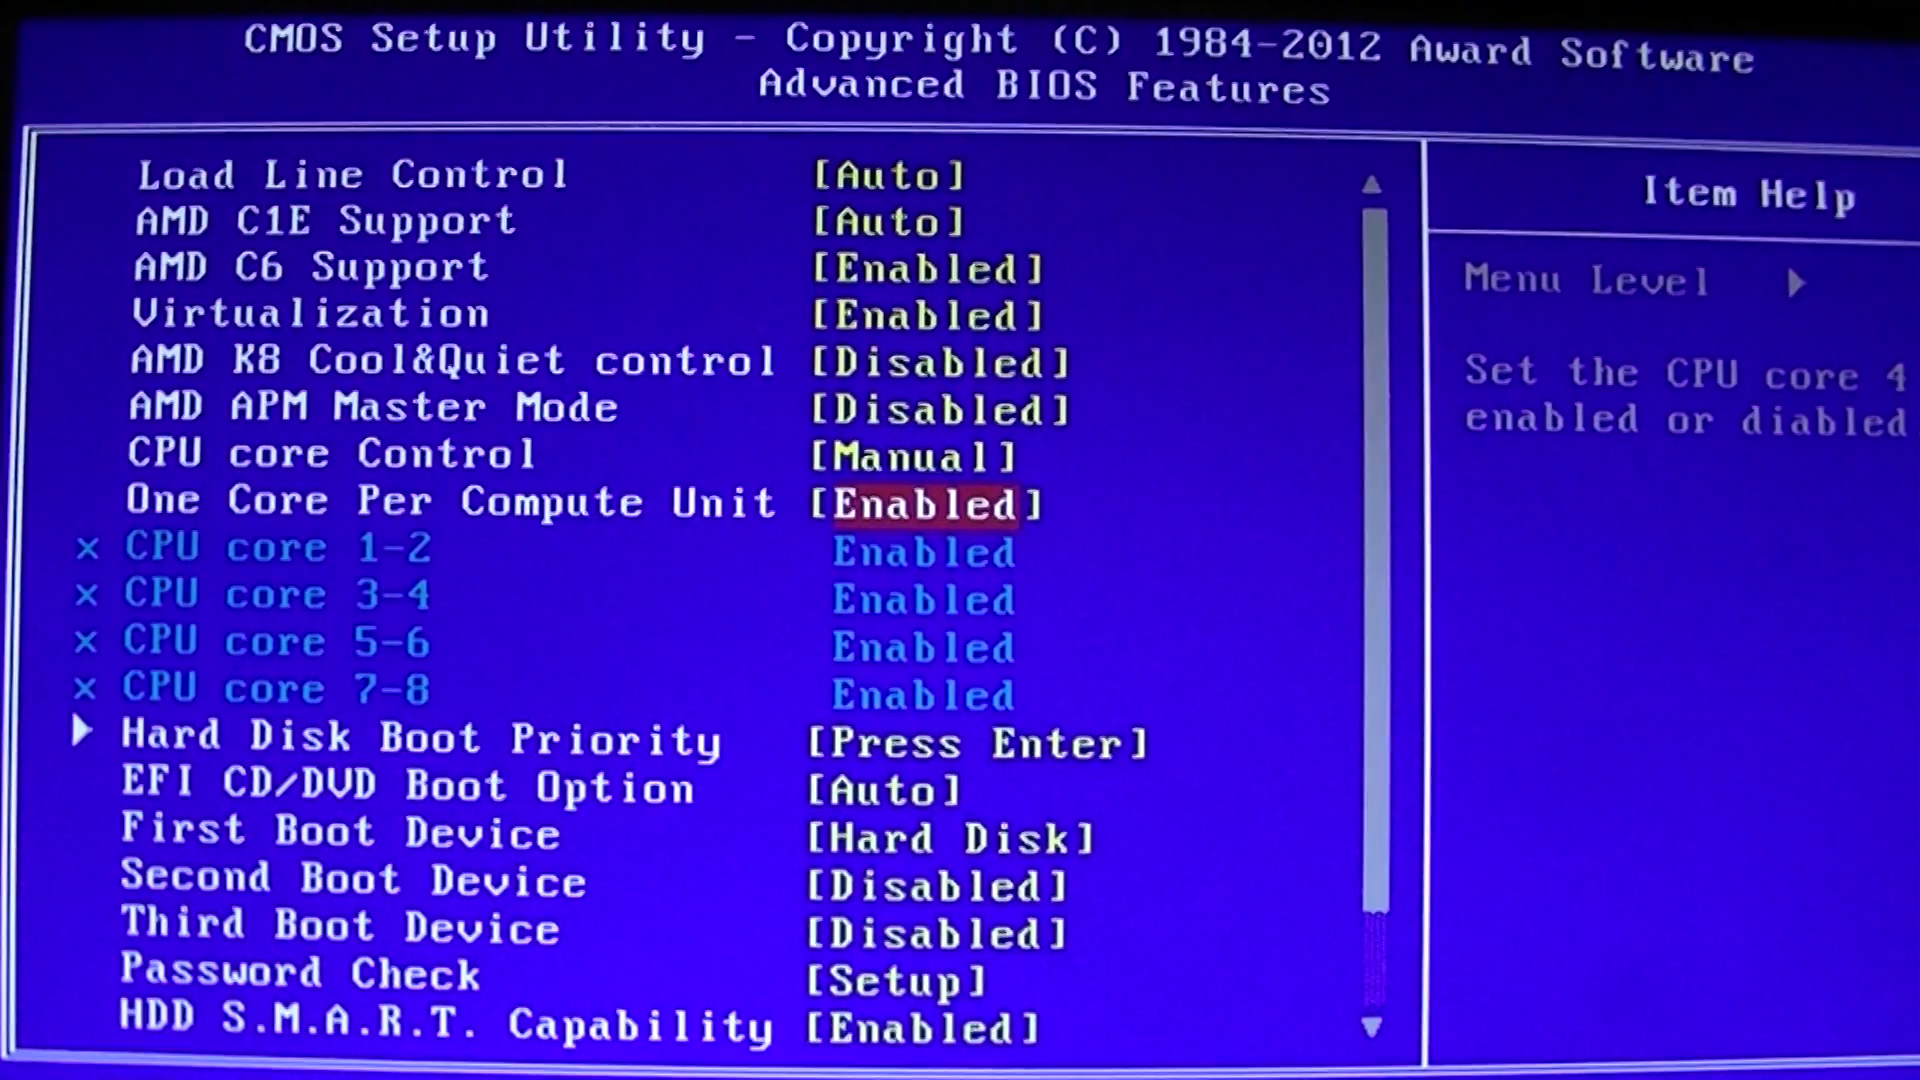 CMOS Setup Utility - Copyright (C) 1984-2012 Award Software
Advanced BIOS Features
Load Line Control [Auto]
AMD C1E Support [Auto]
AMD C6 Support [Enabled]
Virtualization [Enabled]
AMD K8 Cool&Quiet control [Disabled]
AMD APM Master Mode [Disabled]
CPU core Control [Manual]
One Core Per Compute Unit [Enabled]
x CPU core 1-2 Enabled
x CPU core 3-4 Enabled
x CPU core 5-6 Enabled
x CPU core 7-8 Enabled
Hard Disk Boot Priority [Press Enter]
EFI CD/DVD Boot Option [Auto]
First Boot Device [Hard Disk]
Second Boot Device [Disabled]
Third Boot Device [Disabled]
Password Check [Setup]
HDD S.M.A.R.T. Capability [Enabled]
Item Help
Menu Level
Set the CPU core 4
enabled or diabled